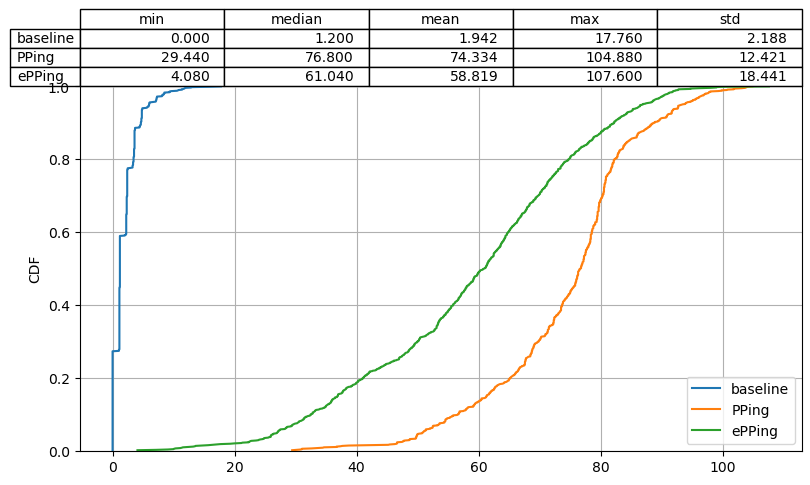 min median mean max std
baseline 0.000 1.200 1.942 17.760 2.188
PPing 29.440 76.800 74.334 104.880 12.421
ePPing 4.080 61.040 58.819 107.600 18.441
1.0
0.8
0.6
0.4
0.2
0.0
CDF
baseline
PPing
ePPing
0 20 40 60 80 100